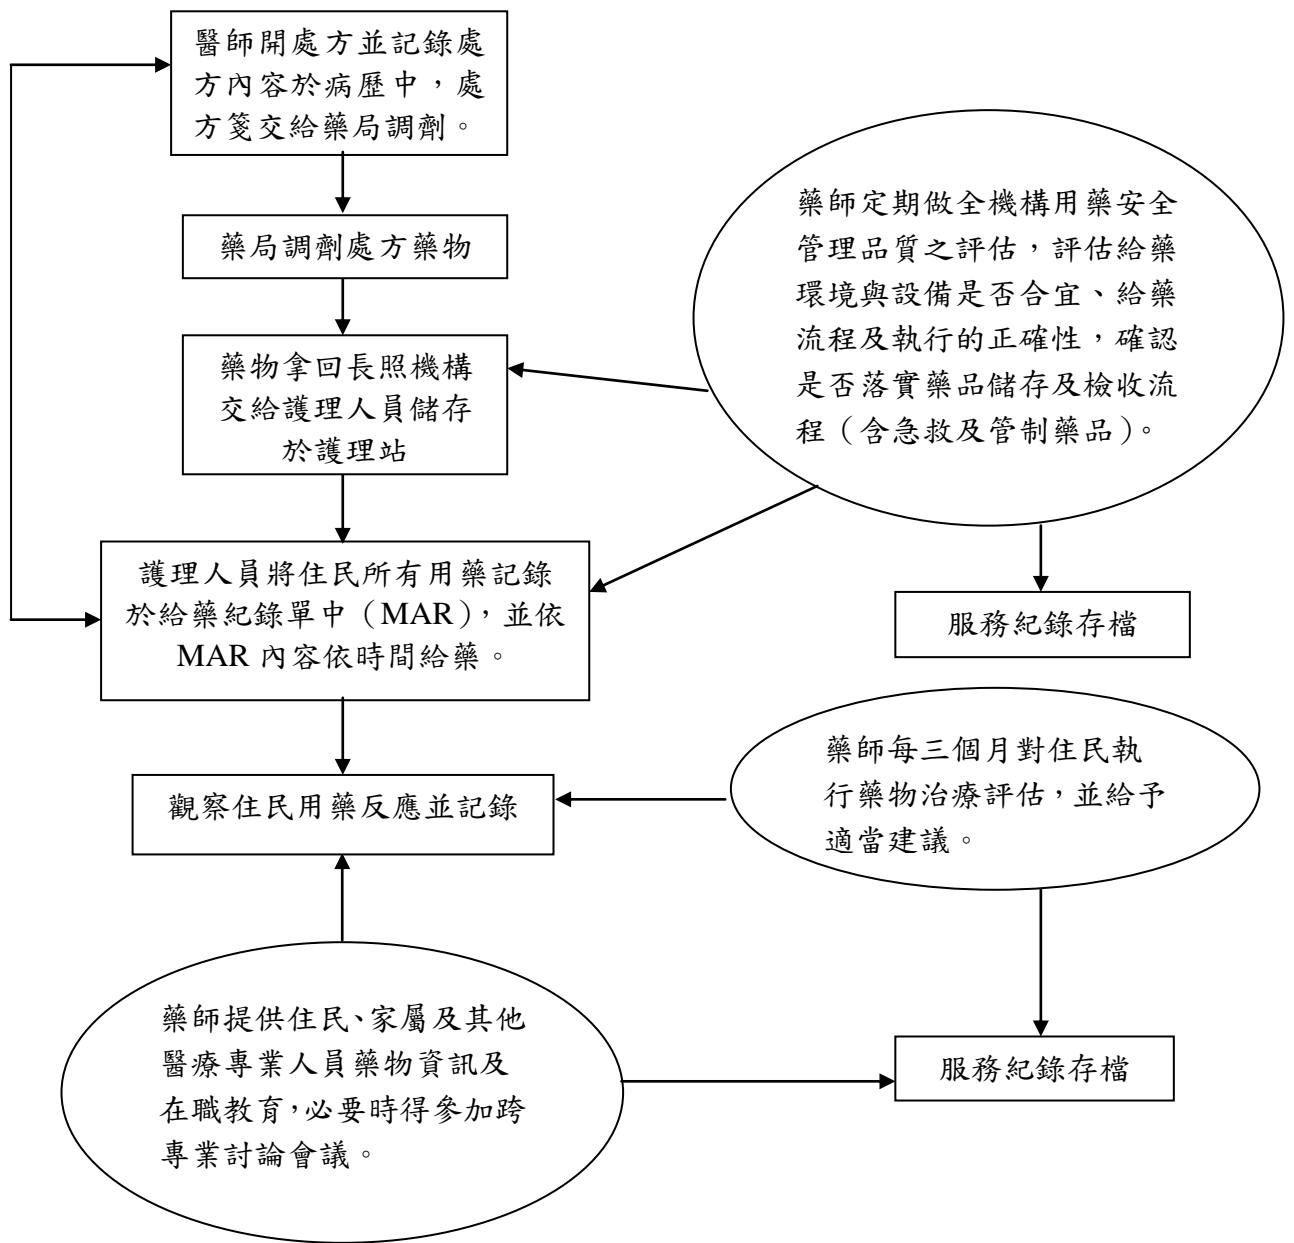 醫師開處方並記錄處
方內容於病歷中，處
方箋交給藥局調劑。
藥局調劑處方藥物
藥物拿回長照機構
交給護理人員儲存
於護理站
藥師定期做全機構用藥安全
管理品質之評估，評估給藥
環境與設備是否合宜、給藥
流程及執行的正確性，確認
是否落實藥品儲存及檢收流
程（含急救及管制藥品）。
護理人員將住民所有用藥記錄
於給藥紀錄單中（MAR），並依
MAR 內容依時間給藥。
服務紀錄存檔
藥師每三個月對住民執
行藥物治療評估，並給予
適當建議。
觀察住民用藥反應並記錄
藥師提供住民、家屬及其他
醫療專業人員藥物資訊及
在職教育，必要時得參加跨
專業討論會議。
服務紀錄存檔